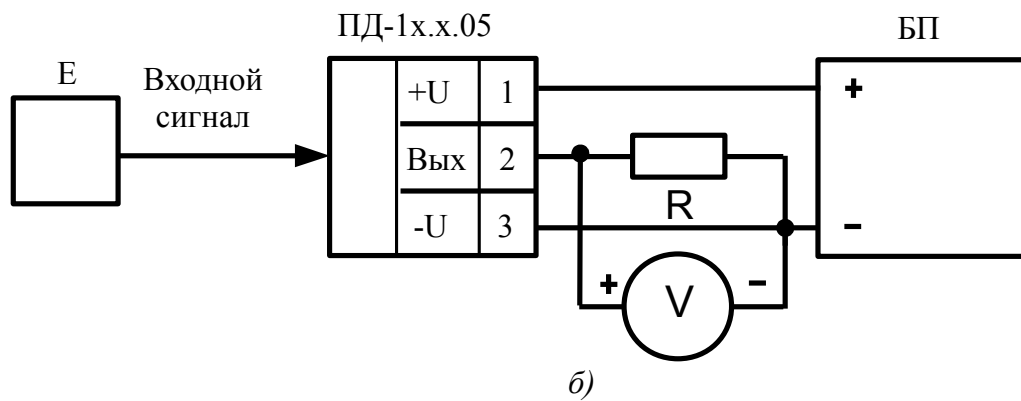 ПД-1х.х.05
БП
Е
Входной
сигнал
+U 1
Вых 2
-U 3
+
-
R
+ V -
б)